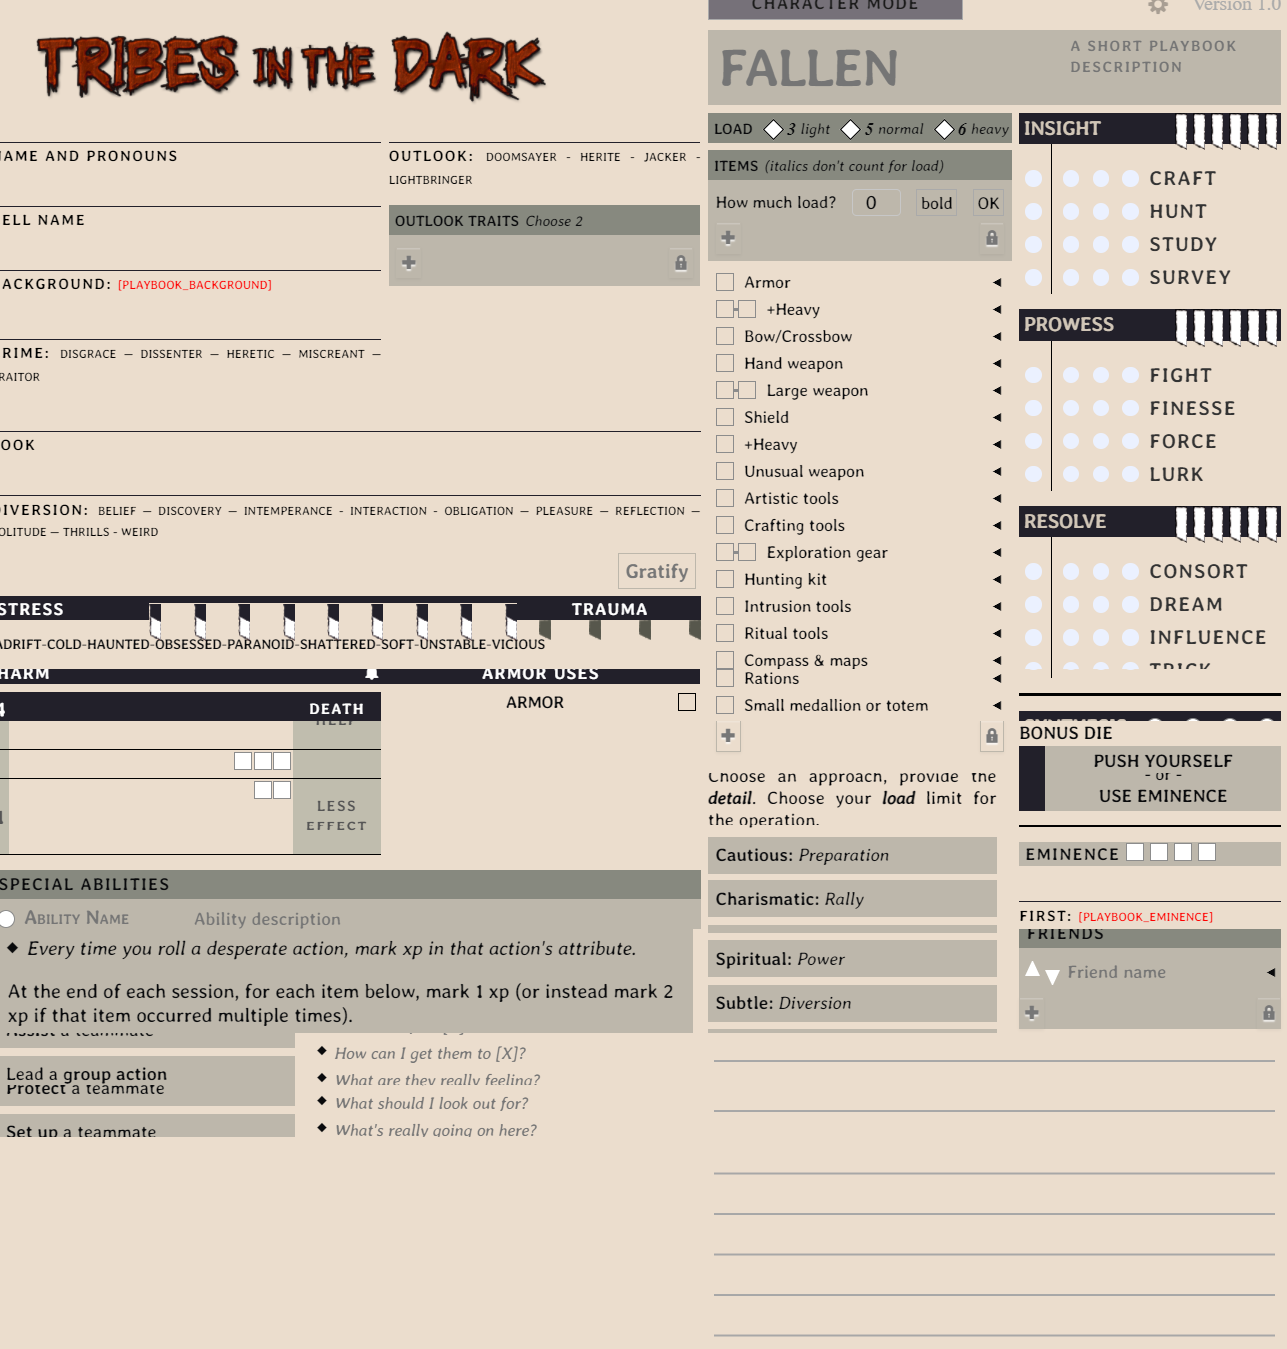 CHARACTER MODE
Version 1.0
TRIBES IN THE DARK
FALLEN
A SHORT PLAYBOOK
DESCRIPTION
NAME AND PRONOUNS
OUTLOOK: DOOMSAYER - HERITE - JACKER -
LIGHTBRINGER
ELL NAME
OUTLOOK TRAITS Choose 2
ACKGROUND: [PLAYBOOK_BACKGROUND]
RIME: DISGRACE — DISSENTER — HERETIC — MISCREANT —
RAITOR
OOK
DIVERSION: BELIEF — DISCOVERY — INTEMPERANCE - INTERACTION - OBLIGATION — PLEASURE — REFLECTION —
OLITUDE — THRILLS - WEIRD
Gratify
STRESS
TRAUMA
ADRIFT-COLD-HAUNTED-OBSESSED-PARANOID-SHATTERED-SOFT-UNSTABLE-VICIOUS
HARM
ARMOR USES
4
DEATH
ARMOR
HELP
LESS
EFFECT
SPECIAL ABILITIES
ABILITY NAME
Ability description
Every time you roll a desperate action, mark xp in that action's attribute.
At the end of each session, for each item below, mark 1 xp (or instead mark 2
xp if that item occurred multiple times).
Assist a teammate
Lead a group action
Protect a teammate
Set up a teammate
How can I get them to [X]?
What are they really feeling?
What should I look out for?
What's really going on here?
LOAD 3 light 5 normal 6 heavy
ITEMS (italics don't count for load)
How much load? 0 bold OK
Armor
+Heavy
Bow/Crossbow
Hand weapon
Large weapon
Shield
+Heavy
Unusual weapon
Artistic tools
Crafting tools
Exploration gear
Hunting kit
Intrusion tools
Ritual tools
Compass & maps
Rations
Small medallion or totem
Choose an approach, provide the
detail. Choose your load limit for
the operation.
Cautious: Preparation
Charismatic: Rally
Spiritual: Power
Subtle: Diversion
INSIGHT
CRAFT
HUNT
STUDY
SURVEY
PROWESS
FIGHT
FINESSE
FORCE
LURK
RESOLVE
CONSORT
DREAM
INFLUENCE
TRICK
BONUS DIE
PUSH YOURSELF
- or -
USE EMINENCE
EMINENCE
FIRST: [PLAYBOOK_EMINENCE]
FRIENDS
Friend name